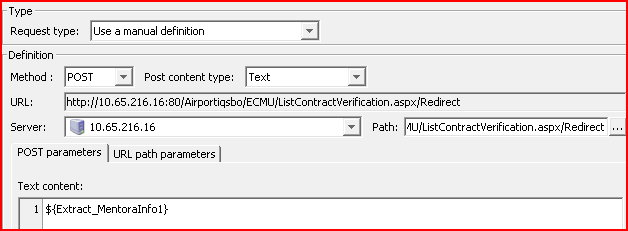 Type
Request type: Use a manual definition
Definition
Method : POST Post content type: Text
URL: http://10.65.216.16:80/Airportiqsbo/ECMU/ListContractVerification.aspx/Redirect
Server: 10.65.216.16 Path: MU/ListContractVerification.aspx/Redirect ...
POST parameters URL path parameters
Text content:
1 ${Extract_MentoraInfo1}